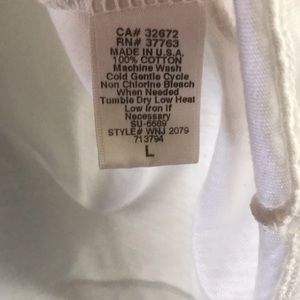 CA# 32672
RN# 37763
MADE IN U.S.A.
100% COTTON
Machine Wash
Cold Gentle Cycle
Non Chlorine Bleach
When Needed
Tumble Dry Low Heat
Low Iron If
Necessary
SU-6589
STYLE# WNJ 2079
713794
L